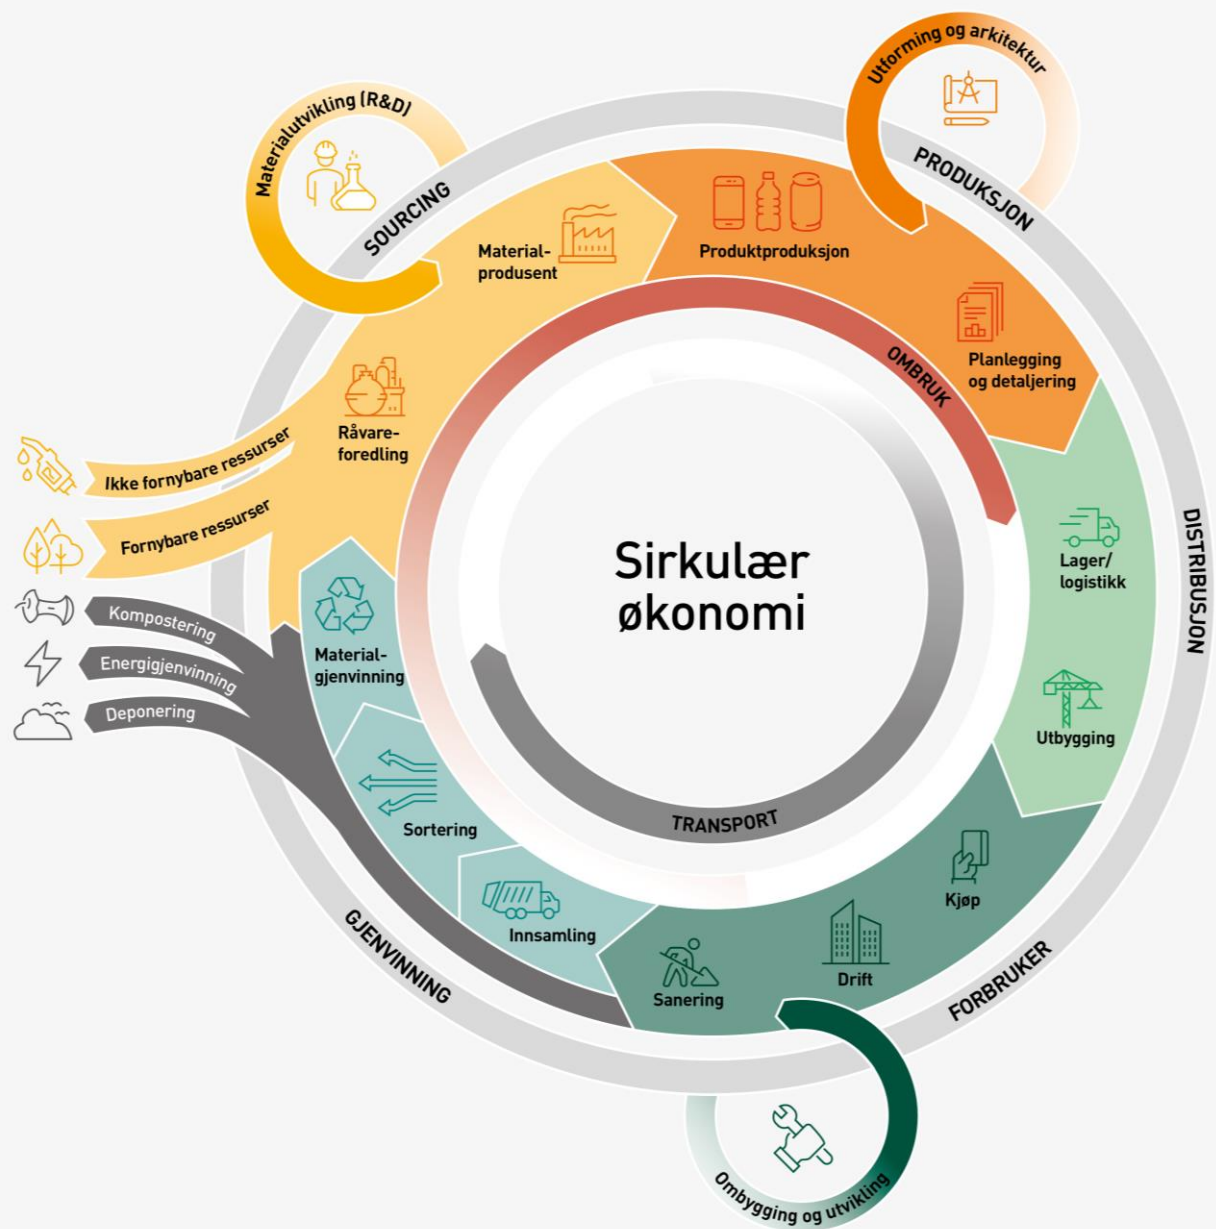 Utforming og arkitektur
Materialutvikling (R&D)
SOURCING
PRODUKSJON
Material-
produsent
Produktproduksjon
Planlegging
og detaljering
OMBRUK
Råvare-
foredling
Ikke fornybare ressurser
Fornybare ressurser
Kompostering
Energigjenvinning
Deponering
Sirkulær
økonomi
Lager/
logistikk
DISTRIBUSJON
Material-
gjenvinning
Utbygging
Sortering
TRANSPORT
Kjøp
Innsamling
Drift
Sanering
GJENVINNING
FORBRUKER
Ombygging og utvikling